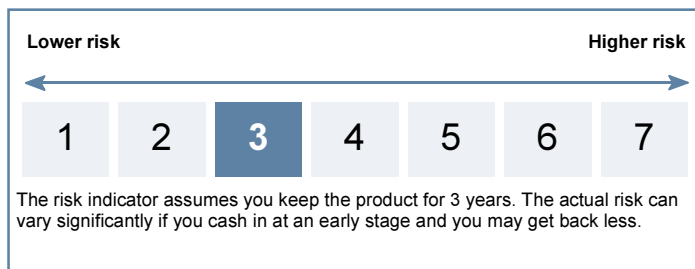 Lower risk Higher risk
1 2 3 4 5 6 7
The risk indicator assumes you keep the product for 3 years. The actual risk can
vary significantly if you cash in at an early stage and you may get back less.